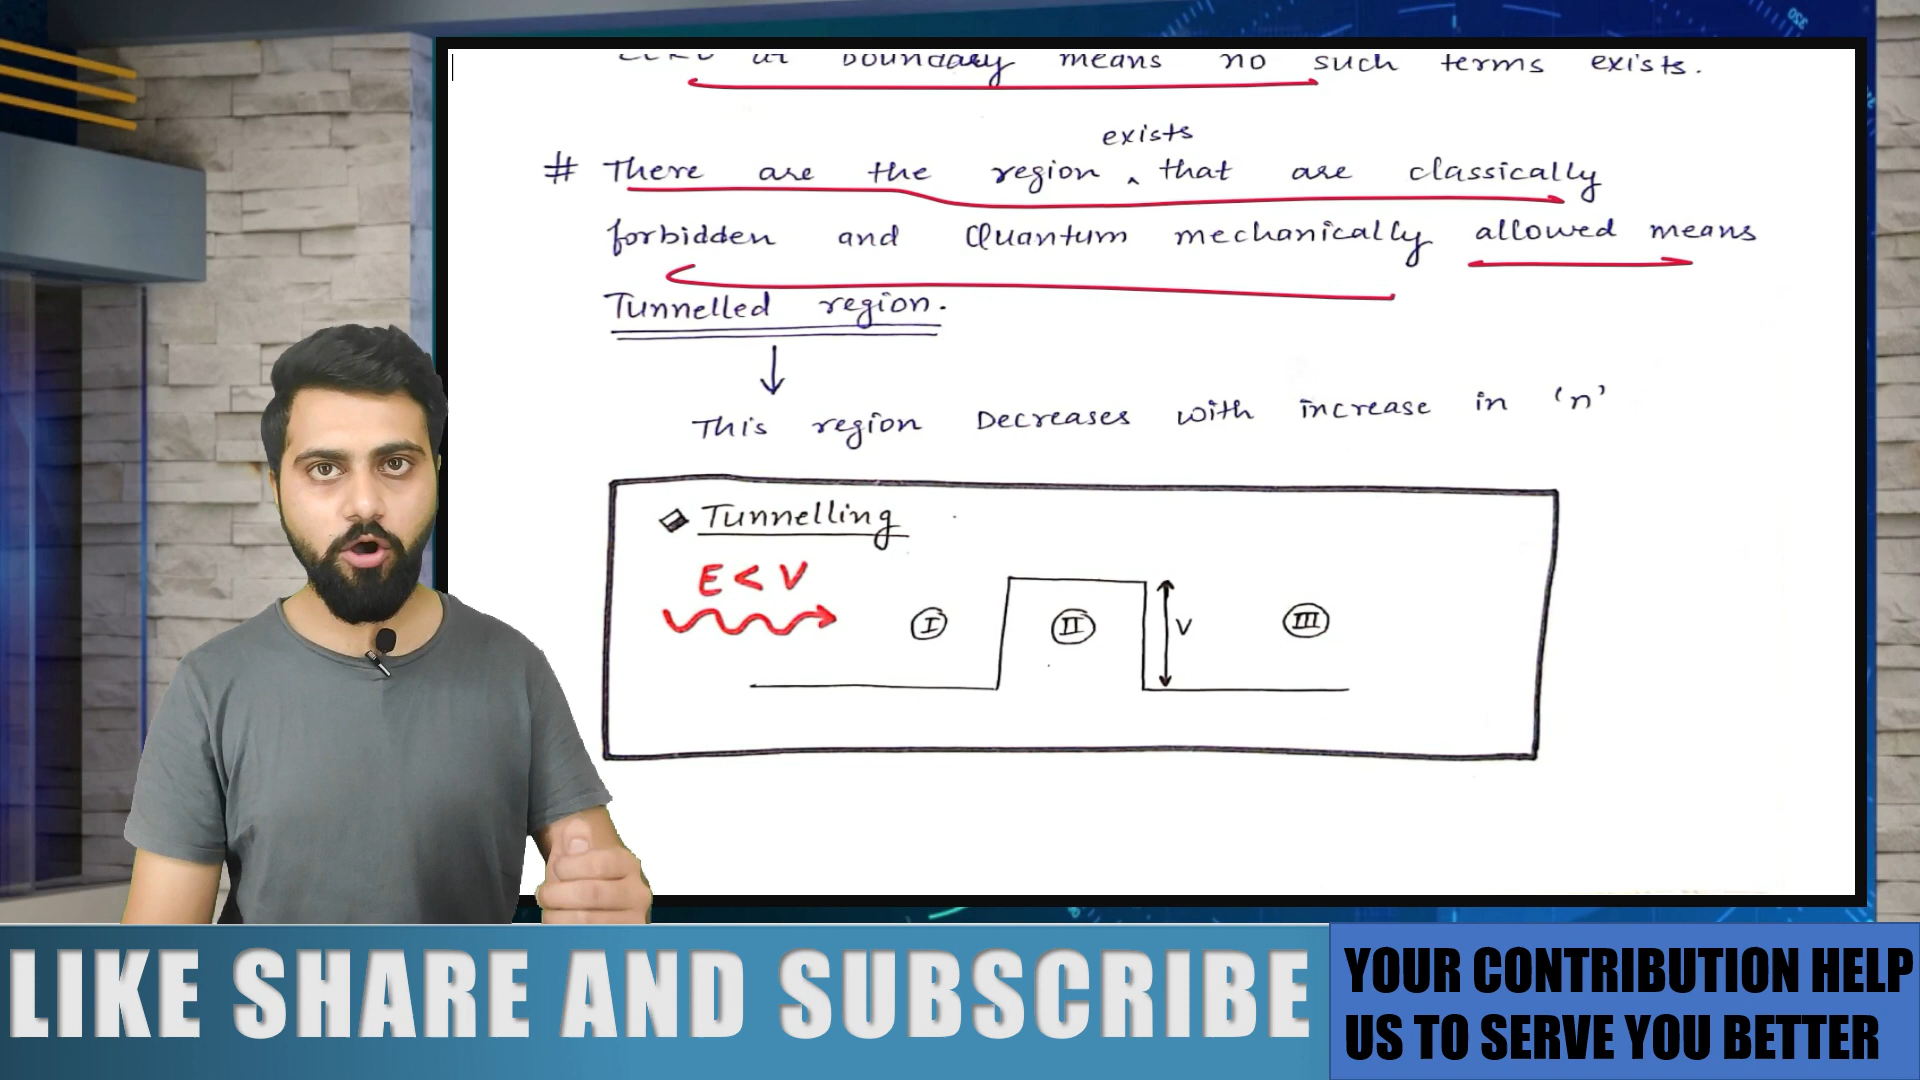 at boundary means no such terms exists.
exists
# There are the region ‸ that are classically
forbidden and Quantum mechanically allowed means
Tunnelled region.
This region Decreases with increase in 'n'
Tunnelling
E < V
I II V III
LIKE SHARE AND SUBSCRIBE
YOUR CONTRIBUTION HELP
US TO SERVE YOU BETTER